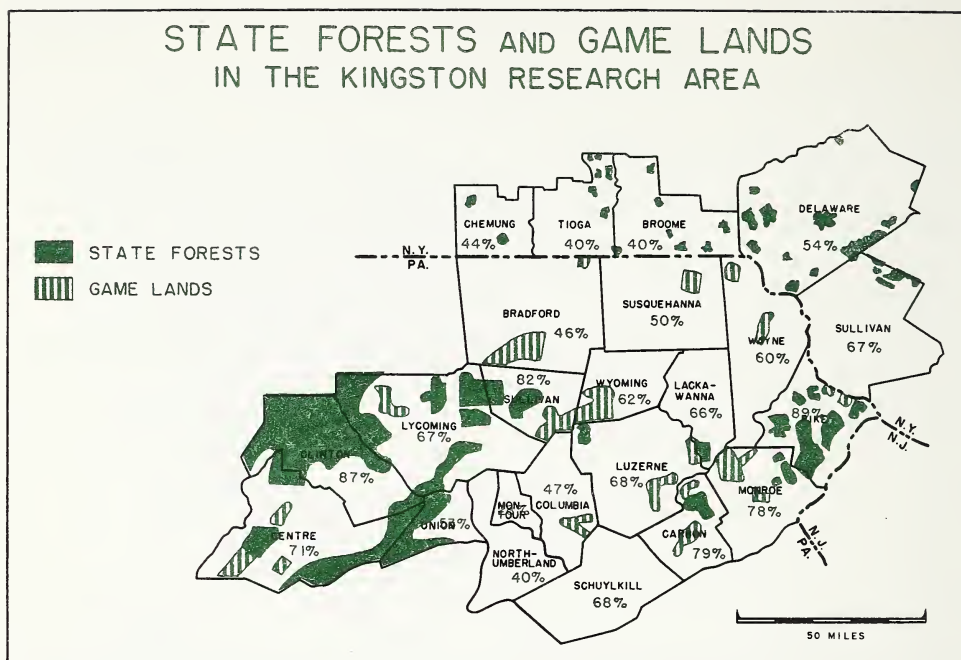 STATE FORESTS AND GAME LANDS
IN THE KINGSTON RESEARCH AREA
STATE FORESTS
GAME LANDS
N.Y.
PA.
CHEMUNG
44%
TIOGA
40%
BROOME
40%
DELAWARE
54%
BRADFORD
46%
SUSQUEHANNA
50%
WAYNE
60%
SULLIVAN
67%
82%
SULLIVAN
WYOMING
62%
LACKA-
WANNA
66%
89%
PIKE
N.Y.
N.J.
LYCOMING
67%
CLINTON
87%
CENTRE
71%
UNION
MON-
TOUR
47%
COLUMBIA
LUZERNE
68%
MONROE
78%
N.J.
PA.
CARBON
79%
NORTH-
UMBERLAND
40%
SCHUYLKILL
68%
50 MILES